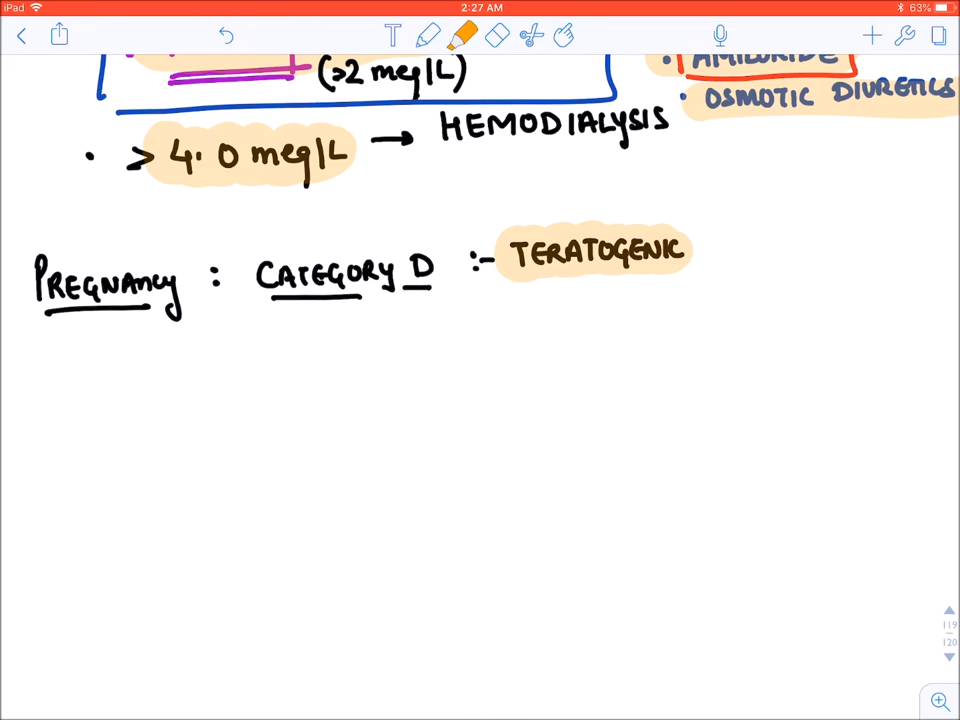 iPad 2:27 AM 63%
(>2 meq/L)
AMILORIDE
• OSMOTIC DIURETICS
• > 4.0 meq/L → HEMODIALYSIS
PREGNANCY : CATEGORY D :- TERATOGENIC
119
120